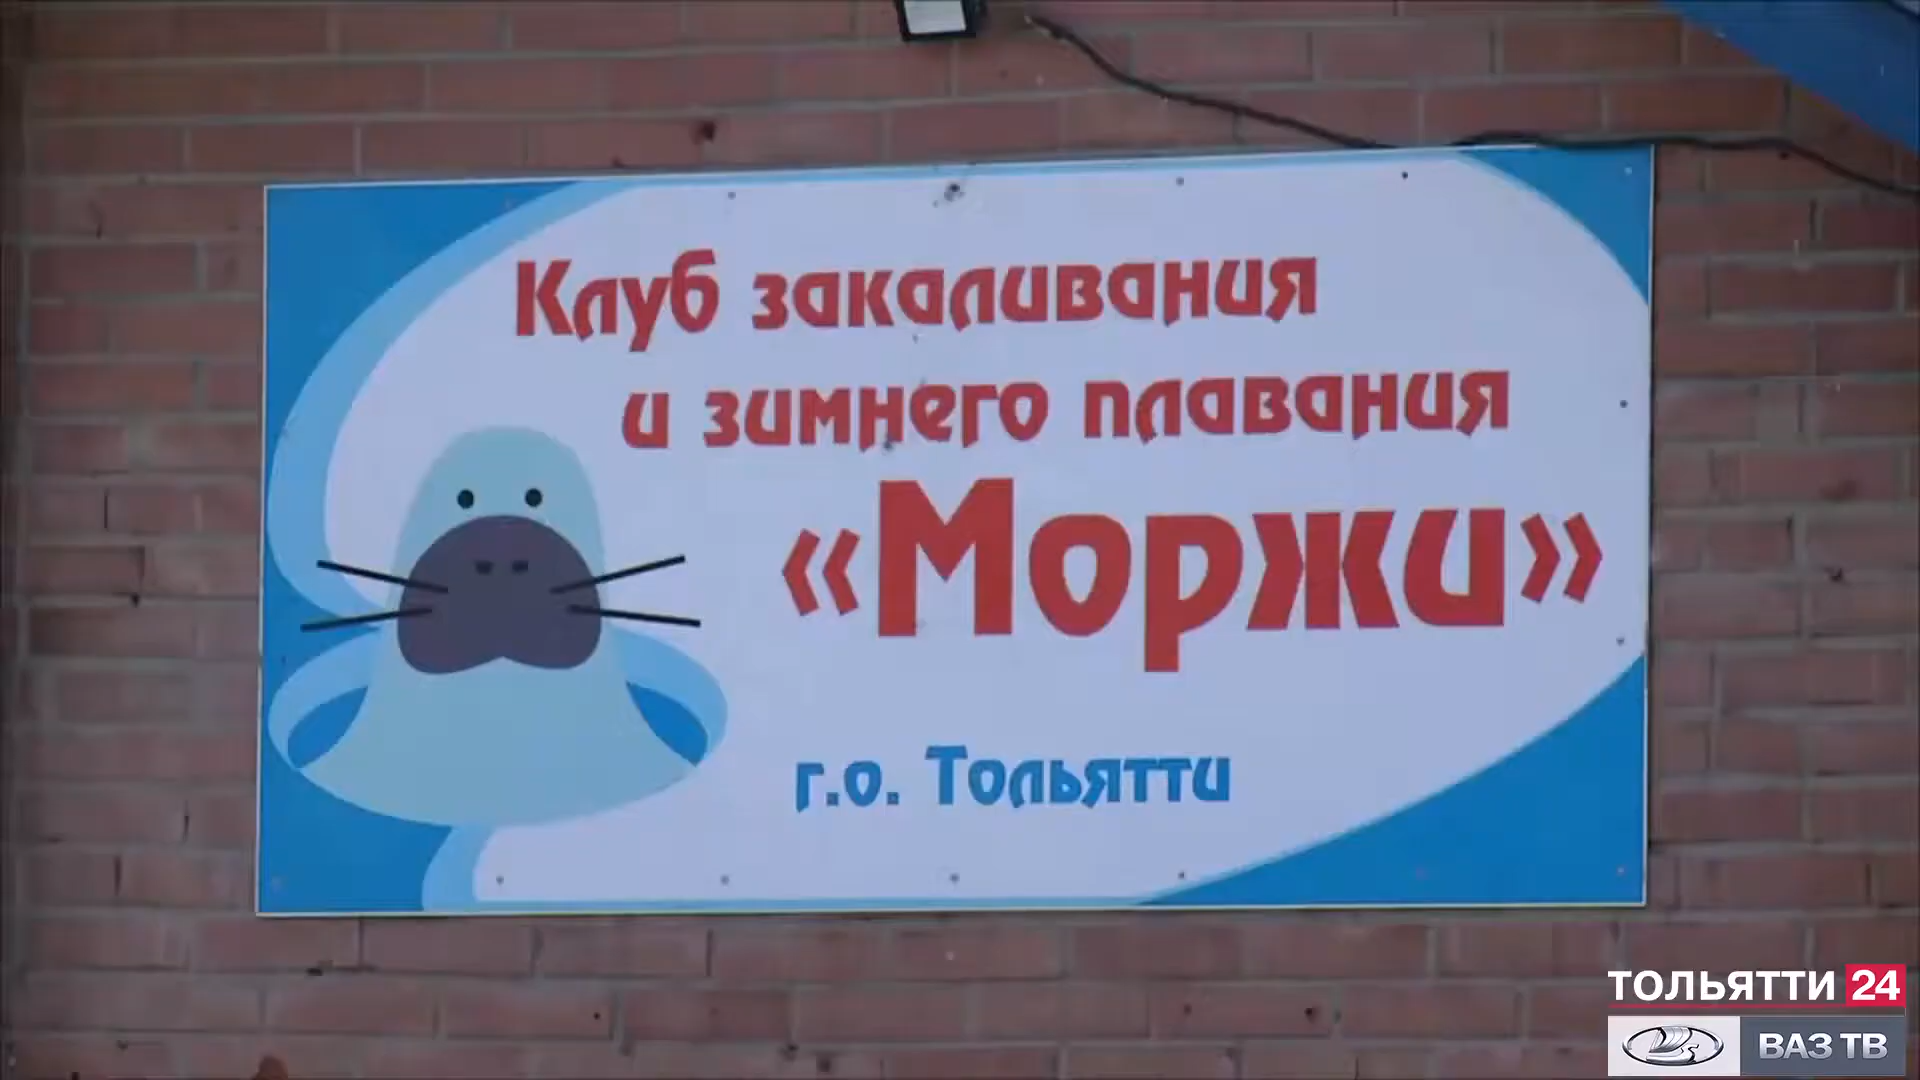 Клуб закаливания
и зимнего плавания
«Моржи»
г.о. Тольятти
ТОЛЬЯТТИ 24
ВАЗ ТВ